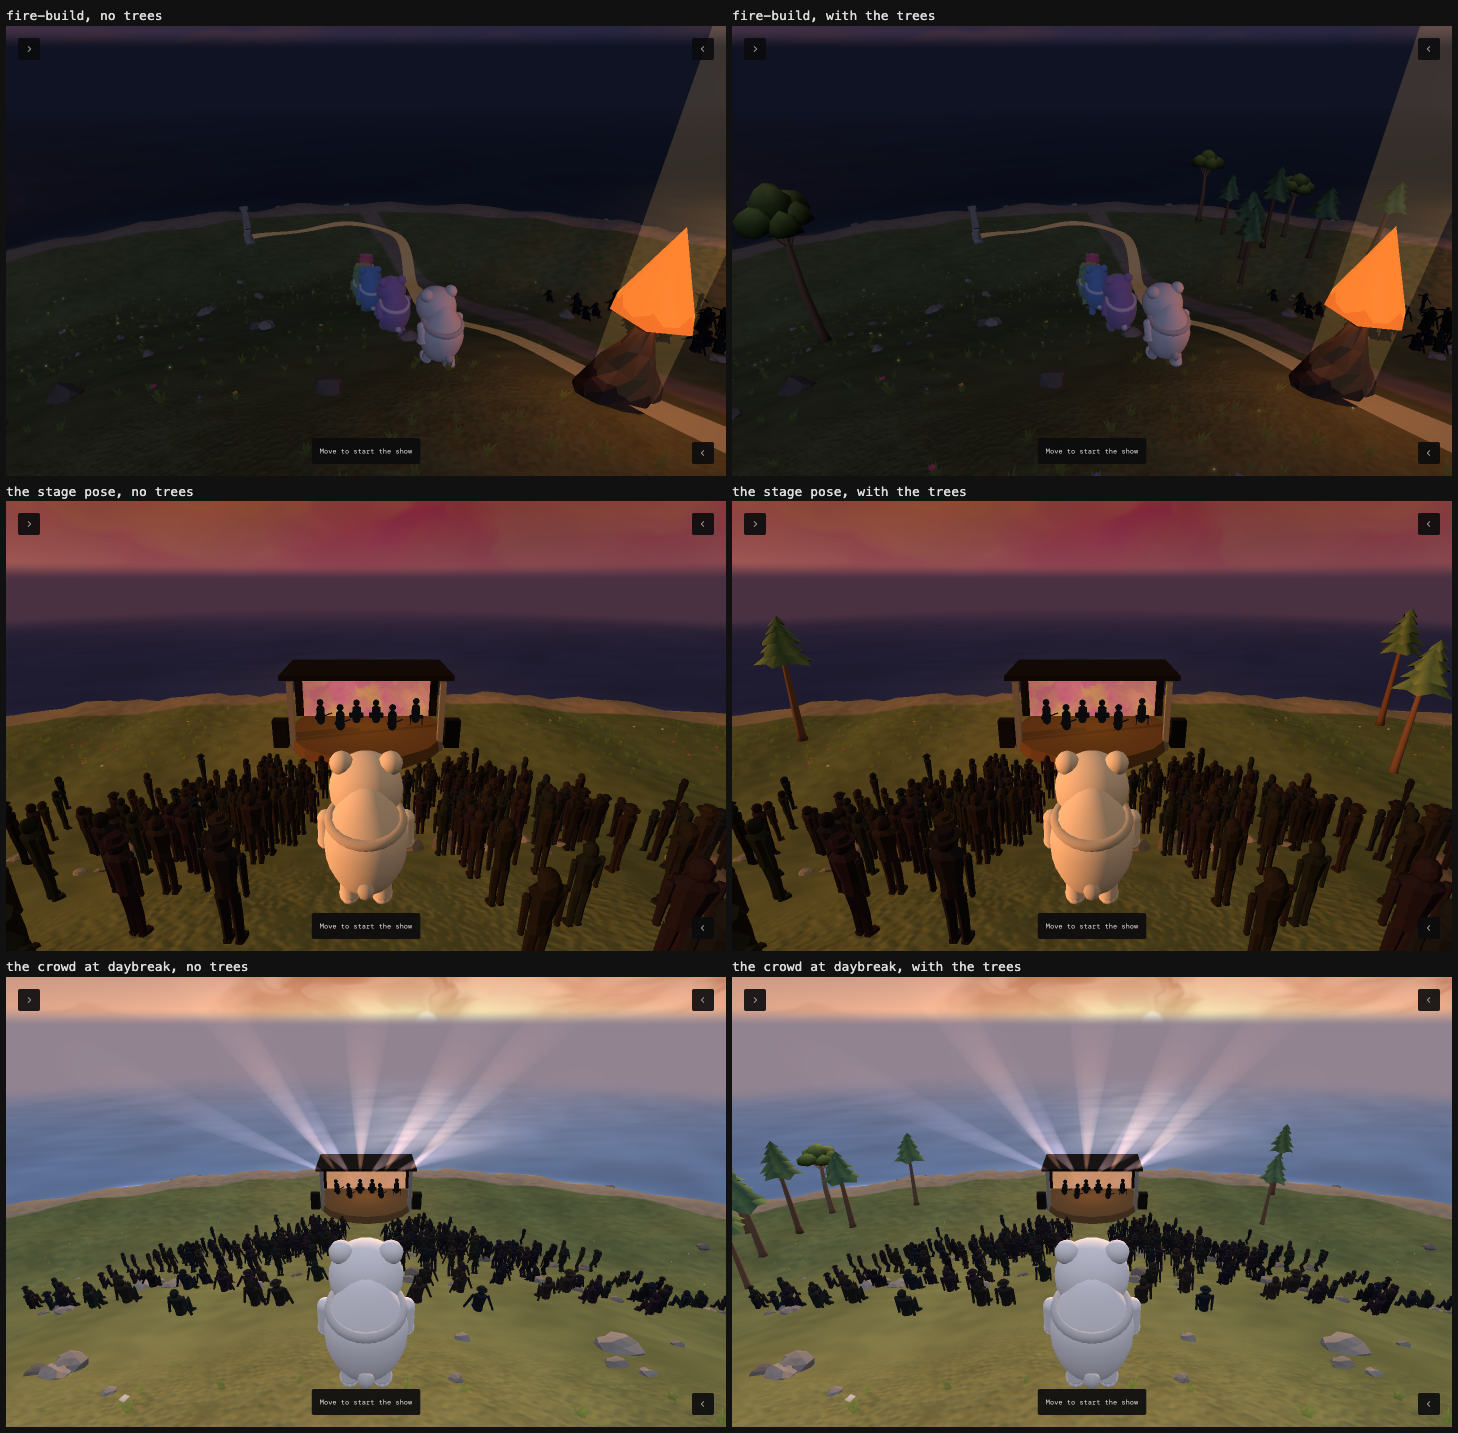 fire-build, no trees
fire-build, with the trees
Move to start the show
Move to start the show
the stage pose, no trees
the stage pose, with the trees
Move to start the show
Move to start the show
the crowd at daybreak, no trees
the crowd at daybreak, with the trees
Move to start the show
Move to start the show